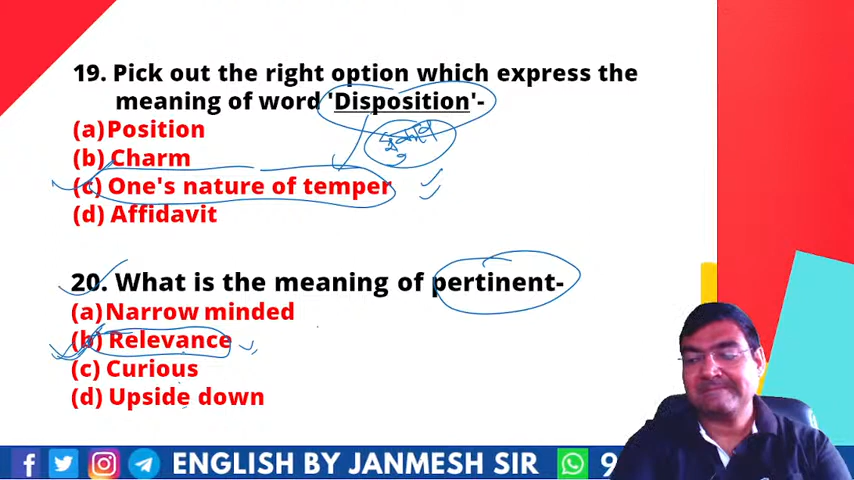 19. Pick out the right option which express the
meaning of word 'Disposition'-
(a) Position
(b) Charm
(c) One's nature of temper
(d) Affidavit
20. What is the meaning of pertinent-
(a) Narrow minded
(b) Relevance
(c) Curious
(d) Upside down
ENGLISH BY JANMESH SIR 9